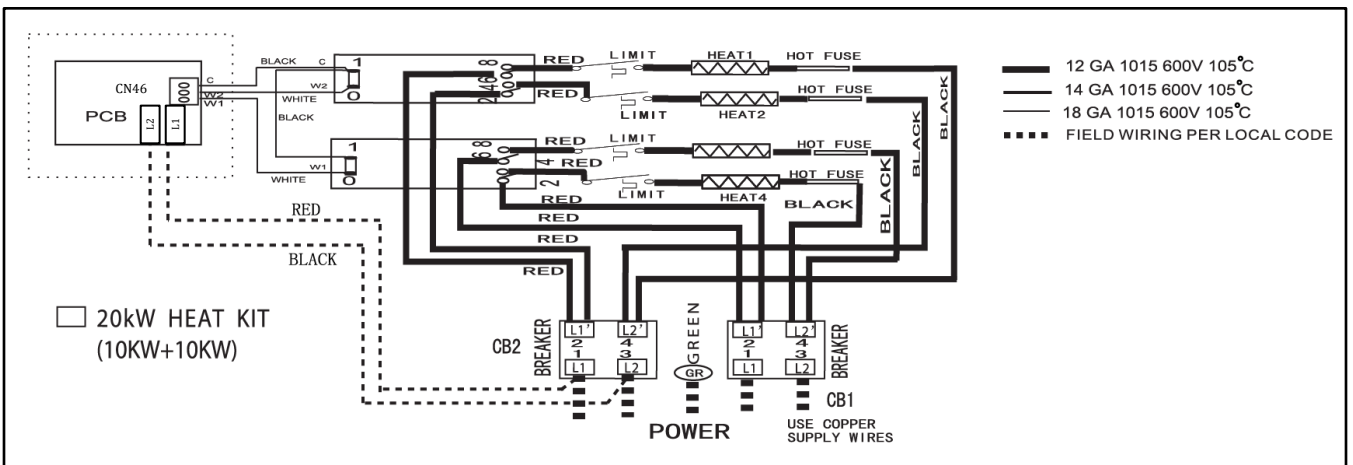 BLACK
C
1
8
6
4
2
RED
LIMIT
HEAT1
HOT FUSE
12 GA 1015 600V 105°C
CN46
C
W2
W1
W2
0
WHITE
BLACK
RED
LIMIT
HEAT2
HOT FUSE
BLACK
BLACK
14 GA 1015 600V 105°C
18 GA 1015 600V 105°C
FIELD WIRING PER LOCAL CODE
PCB
L2
L1
1
W1
0
WHITE
8
6
4
2
RED
RED
LIMIT
LIMIT
HOT FUSE
HOT FUSE
HEAT4
BLACK
BLACK
RED
RED
RED
RED
RED
BLACK
20kW HEAT KIT
(10KW+10KW)
CB2
BREAKER
L1'
L2'
2
4
1
3
L1
L2
GREEN
GR
L1'
L2'
2
4
1
3
L1
L2
BREAKER
CB1
POWER
USE COPPER
SUPPLY WIRES